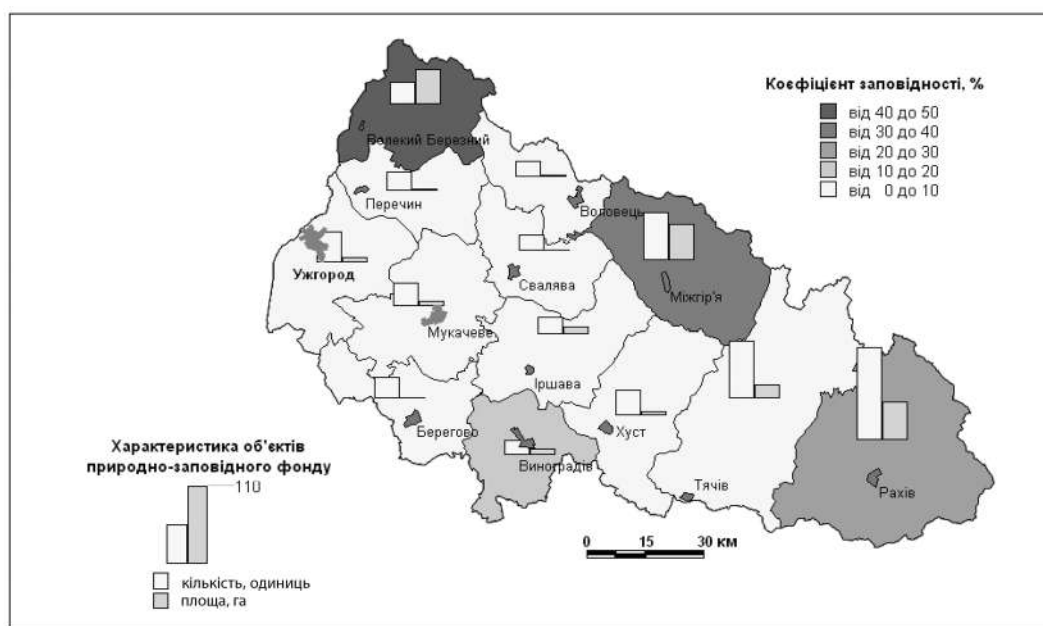 Коефіцієнт заповідності, %
від 40 до 50
від 30 до 40
від 20 до 30
від 10 до 20
від 0 до 10
Волекий Березний
Перечин
Воловець
Ужгород
Свалява
Міжгір'я
Мукачеве
Іршава
Берегово
Виноградів
Хуст
Тячів
Рахів
Характеристика об'єктів
природно-заповідного фонду
110
кількість, одиниць
площа, га
0 15 30 км